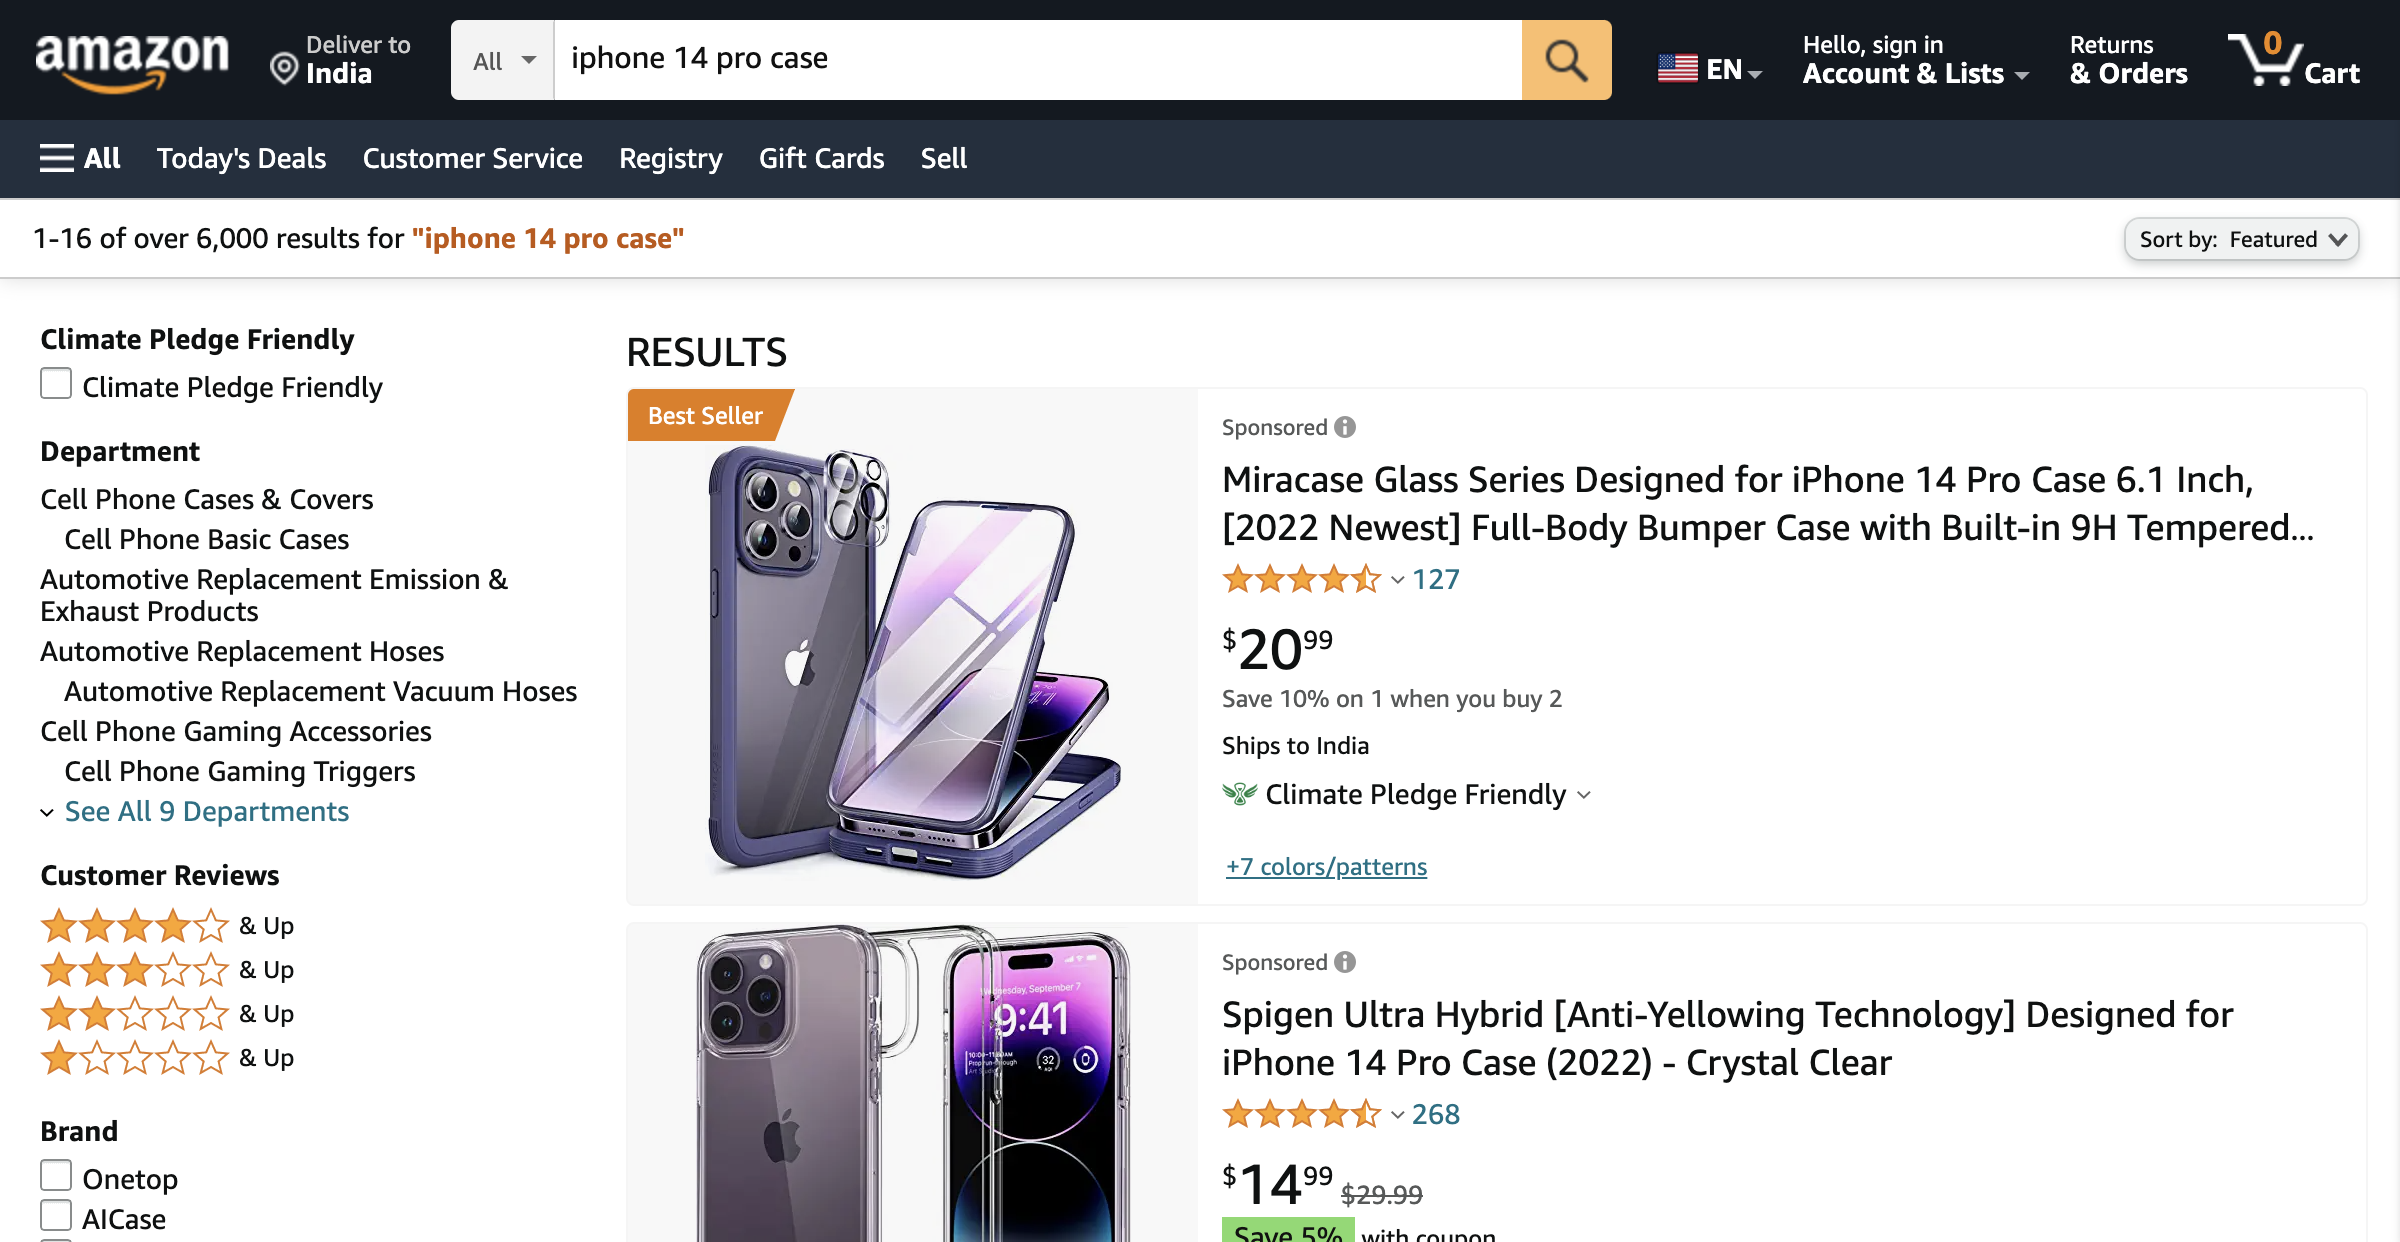 amazon
Deliver to
India
All
iphone 14 pro case
EN
Hello, sign in
Account & Lists
Returns
& Orders
0
Cart
All
Today's Deals
Customer Service
Registry
Gift Cards
Sell
1-16 of over 6,000 results for "iphone 14 pro case"
Sort by: Featured
Climate Pledge Friendly
Climate Pledge Friendly
Department
Cell Phone Cases & Covers
Cell Phone Basic Cases
Automotive Replacement Emission &
Exhaust Products
Automotive Replacement Hoses
Automotive Replacement Vacuum Hoses
Cell Phone Gaming Accessories
Cell Phone Gaming Triggers
See All 9 Departments
Customer Reviews
& Up
& Up
& Up
& Up
Brand
Onetop
AICase
RESULTS
Best Seller
Sponsored
Miracase Glass Series Designed for iPhone 14 Pro Case 6.1 Inch,
[2022 Newest] Full-Body Bumper Case with Built-in 9H Tempered...
127
$20 99
Save 10% on 1 when you buy 2
Ships to India
Climate Pledge Friendly
+7 colors/patterns
Wednesday, September 7
9:41
32
Sponsored
Spigen Ultra Hybrid [Anti-Yellowing Technology] Designed for
iPhone 14 Pro Case (2022) - Crystal Clear
268
$14 99 $29.99
Save 5% with coupon